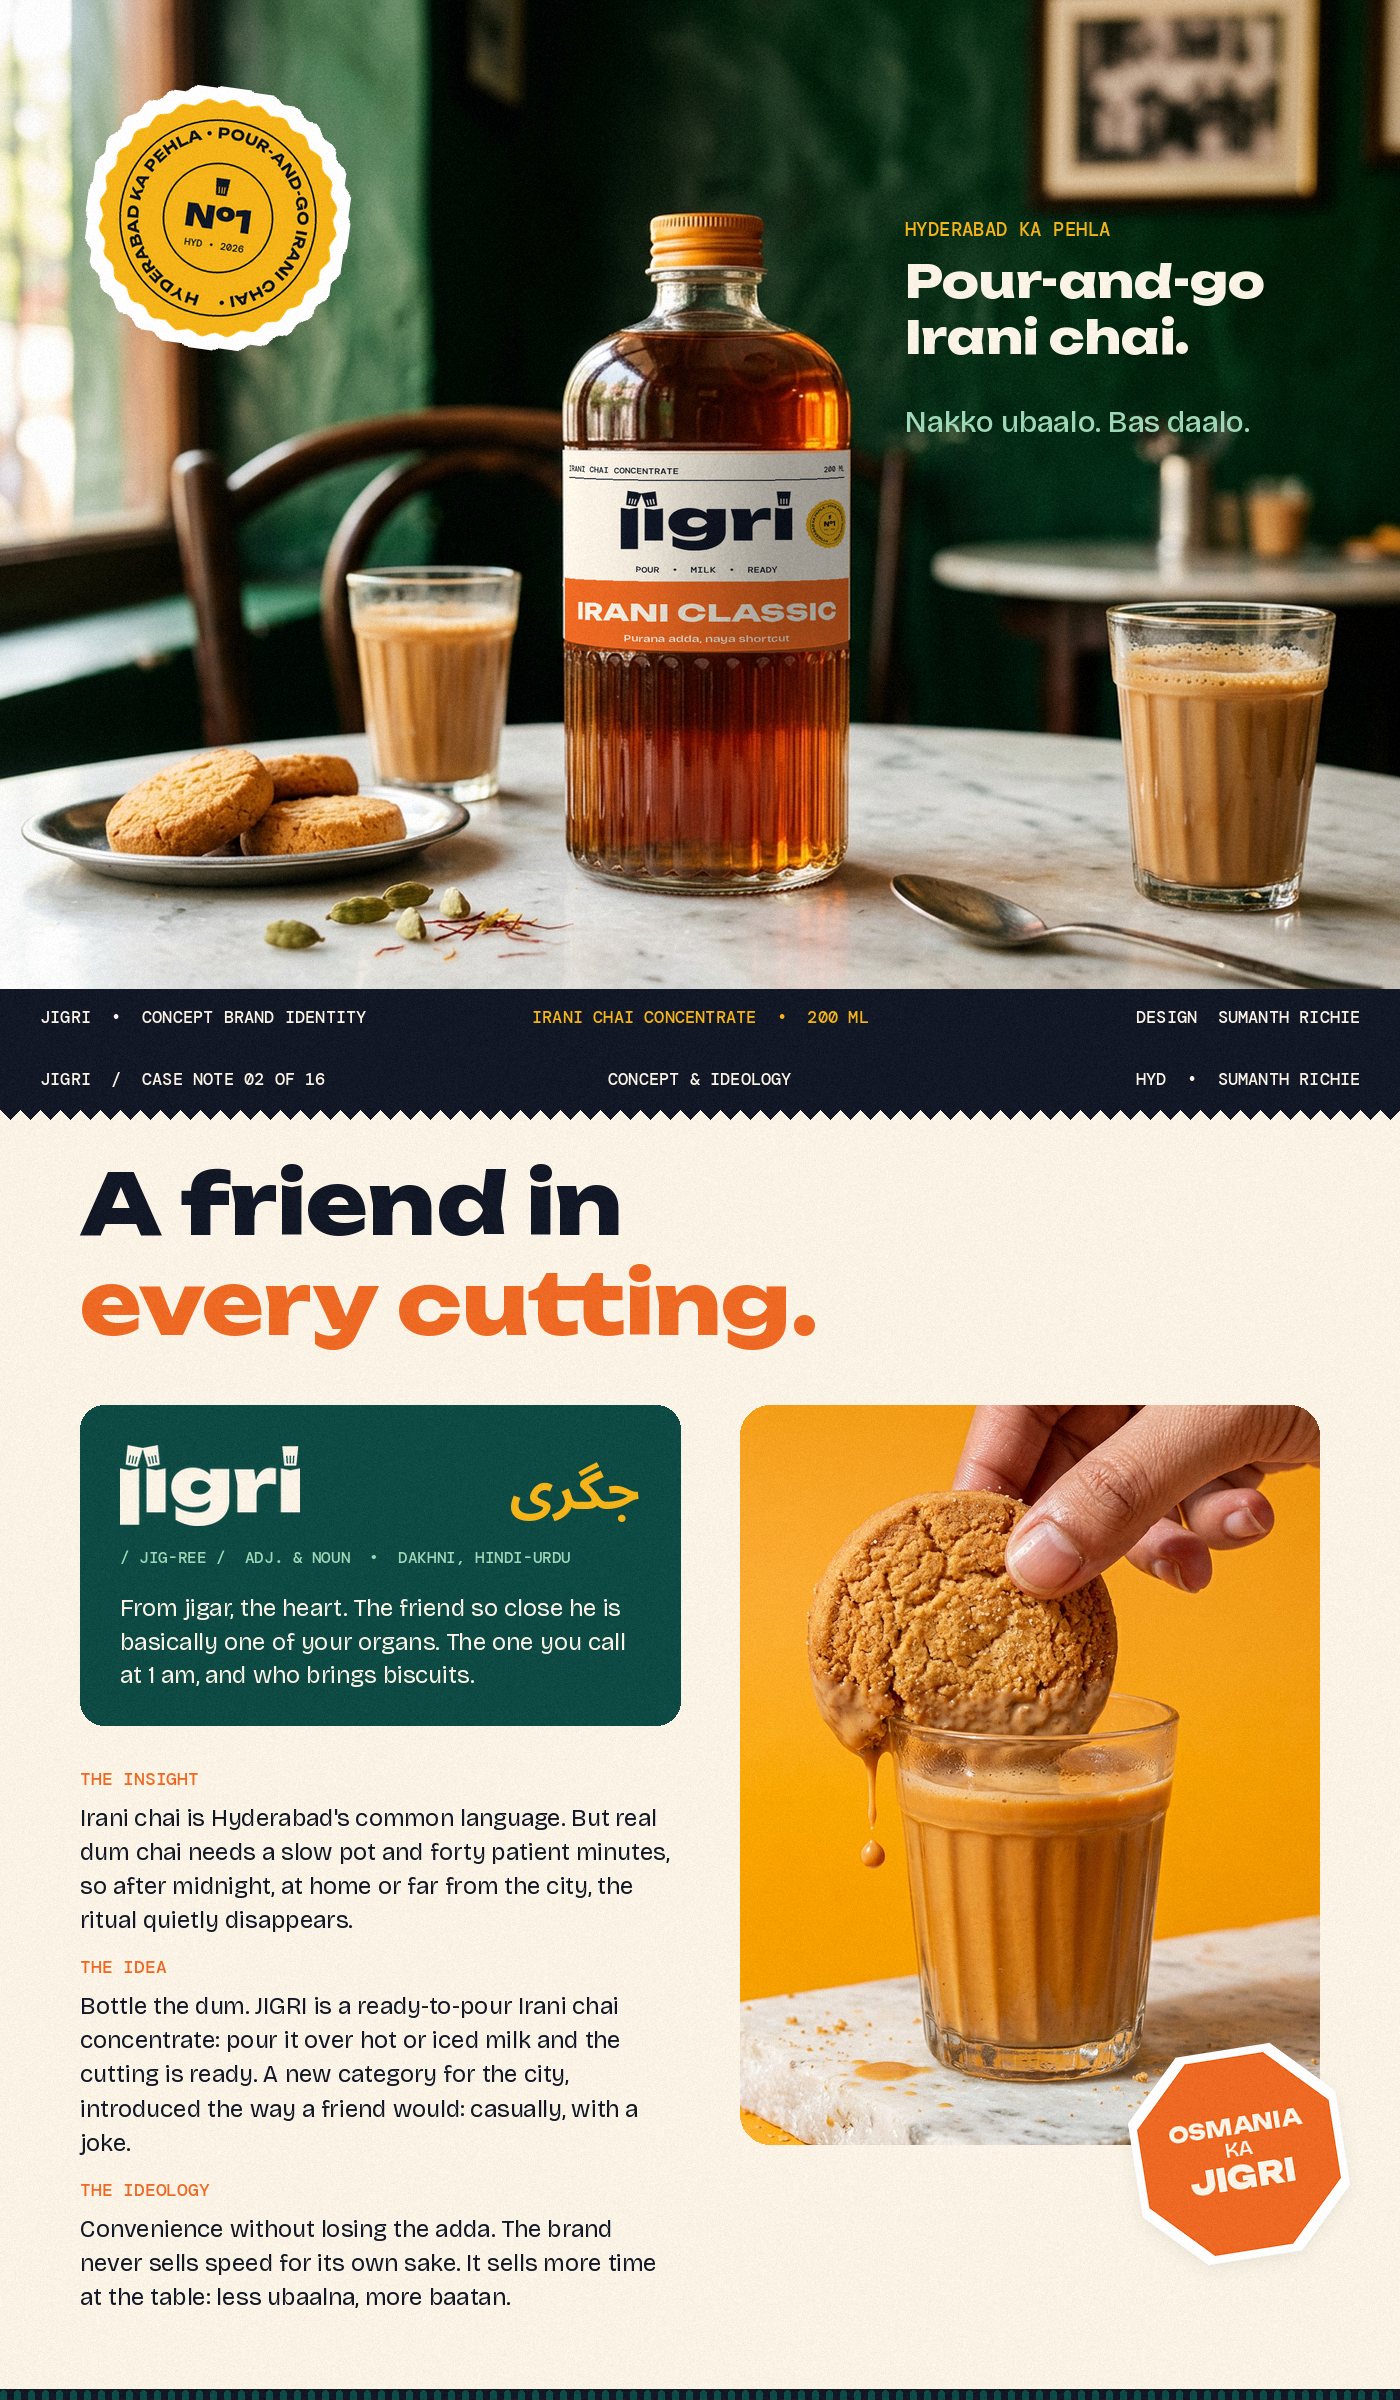 HYDERABAD KA PEHLA • POUR-AND-GO IRANI CHAI •
Nº1
HYD • 2026
HYDERABAD KA PEHLA
Pour-and-go
Irani chai.
Nakko ubaalo. Bas daalo.
IRANI CHAI CONCENTRATE 200 ML
jigri
Nº1
POUR • MILK • READY
IRANI CLASSIC
Purana adda, naya shortcut
JIGRI • CONCEPT BRAND IDENTITY
IRANI CHAI CONCENTRATE • 200 ML
DESIGN SUMANTH RICHIE
JIGRI / CASE NOTE 02 OF 16
CONCEPT & IDEOLOGY
HYD • SUMANTH RICHIE
A friend in
every cutting.
jigri
جگری
/ JIG-REE / ADJ. & NOUN • DAKHNI, HINDI-URDU
From jigar, the heart. The friend so close he is
basically one of your organs. The one you call
at 1 am, and who brings biscuits.
THE INSIGHT
Irani chai is Hyderabad's common language. But real
dum chai needs a slow pot and forty patient minutes,
so after midnight, at home or far from the city, the
ritual quietly disappears.
THE IDEA
Bottle the dum. JIGRI is a ready-to-pour Irani chai
concentrate: pour it over hot or iced milk and the
cutting is ready. A new category for the city,
introduced the way a friend would: casually, with a
joke.
THE IDEOLOGY
Convenience without losing the adda. The brand
never sells speed for its own sake. It sells more time
at the table: less ubaalna, more baatan.
OSMANIA
KA
JIGRI